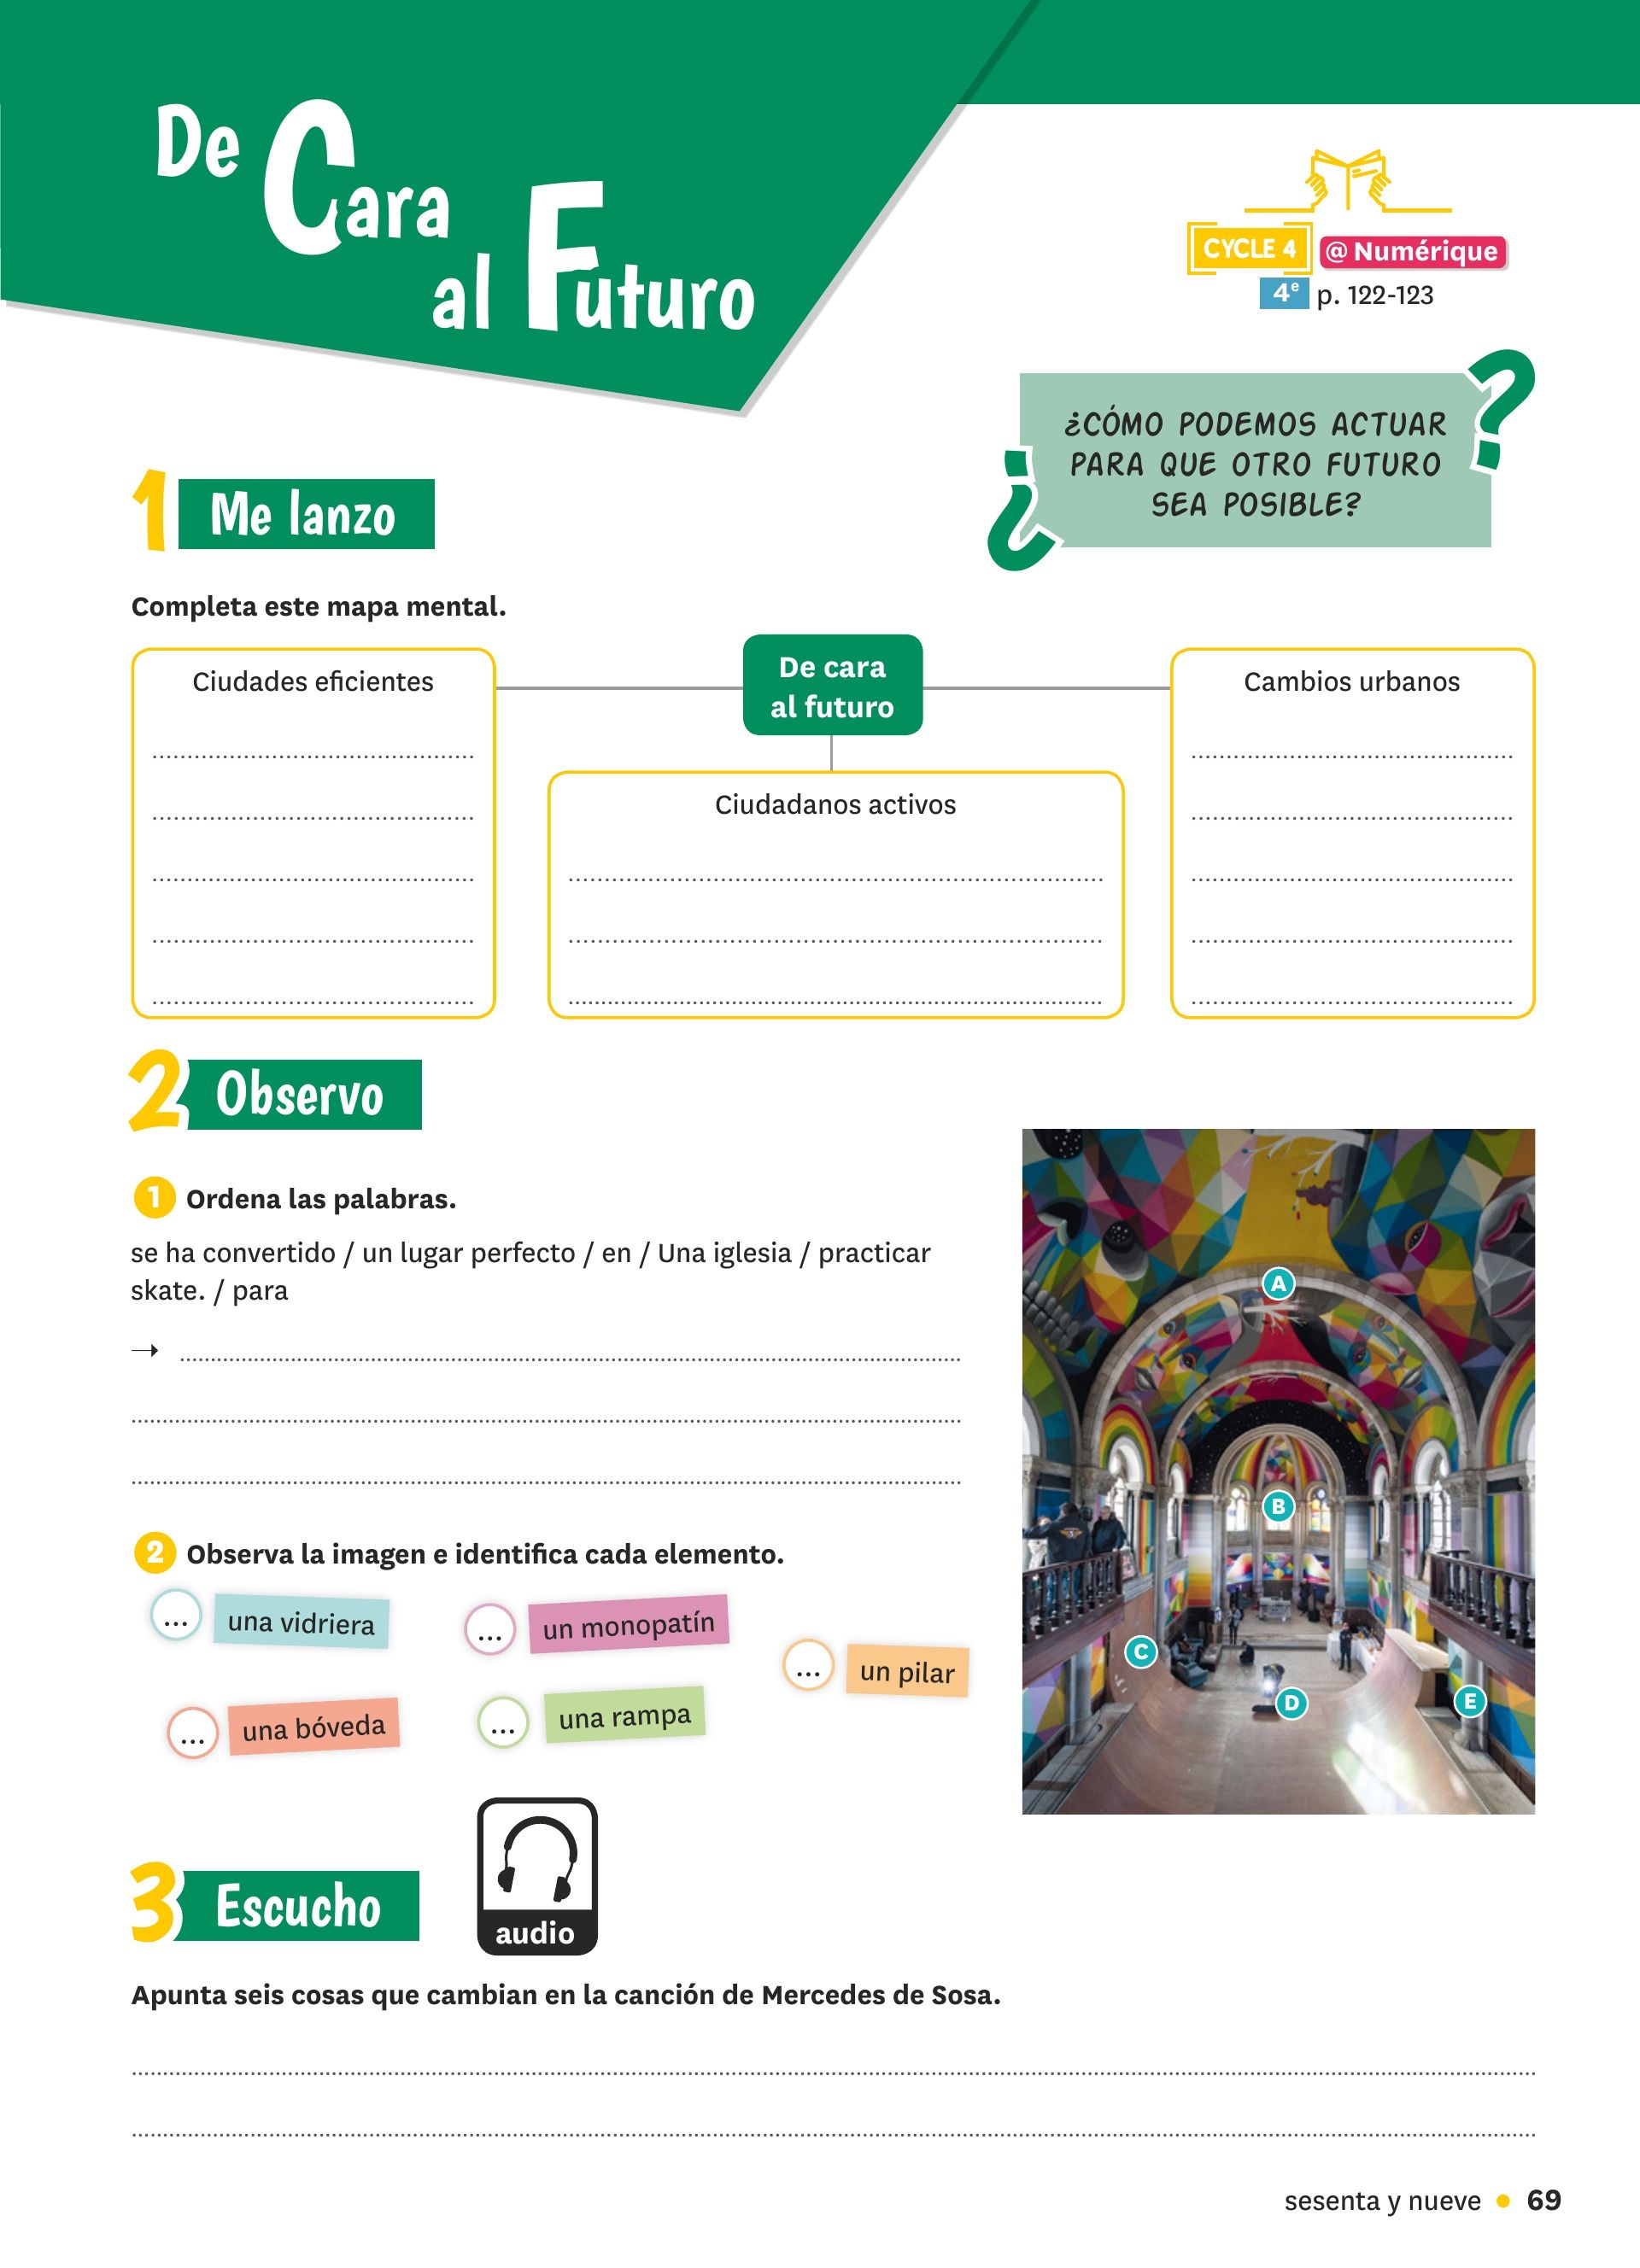 De Cara
al Futuro
CYCLE 4 @ Numérique
4e p. 122-123
¿CÓMO PODEMOS ACTUAR
PARA QUE OTRO FUTURO
SEA POSIBLE?
1 Me lanzo
Completa este mapa mental.
Ciudades eficientes
De cara
al futuro
Cambios urbanos
Ciudadanos activos
2 Observo
1 Ordena las palabras.
se ha convertido / un lugar perfecto / en / Una iglesia / practicar
skate. / para
→
2 Observa la imagen e identifica cada elemento.
... una vidriera
... un monopatín
... un pilar
... una bóveda
... una rampa
A
B
C
D
E
3 Escucho
audio
Apunta seis cosas que cambian en la canción de Mercedes de Sosa.
sesenta y nueve • 69